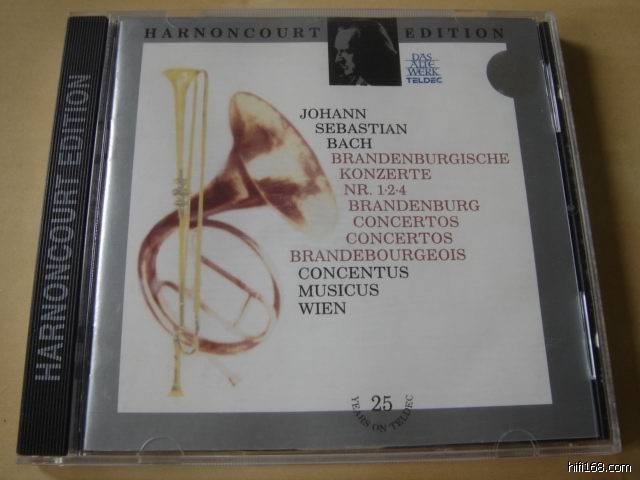 HARNONCOURT EDITION
HARNONCOURT EDITION
DAS
ALTE
WERK
TELDEC
JOHANN
SEBASTIAN
BACH
BRANDENBURGISCHE
KONZERTE
NR. 1·2·4
BRANDENBURG
CONCERTOS
CONCERTOS
BRANDEBOURGEOIS
CONCENTUS
MUSICUS
WIEN
25
YEARS ON TELDEC
hifi168.com